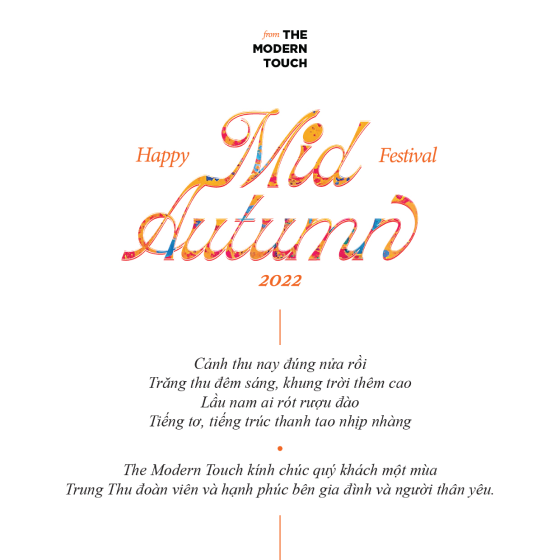 from THE
MODERN
TOUCH
Happy Mid Festival
Autumn
2022
Cảnh thu nay đúng nửa rồi
Trăng thu đêm sáng, khung trời thêm cao
Lầu nam ai rót rượu đào
Tiếng tơ, tiếng trúc thanh tao nhịp nhàng
The Modern Touch kính chúc quý khách một mùa
Trung Thu đoàn viên và hạnh phúc bên gia đình và người thân yêu.